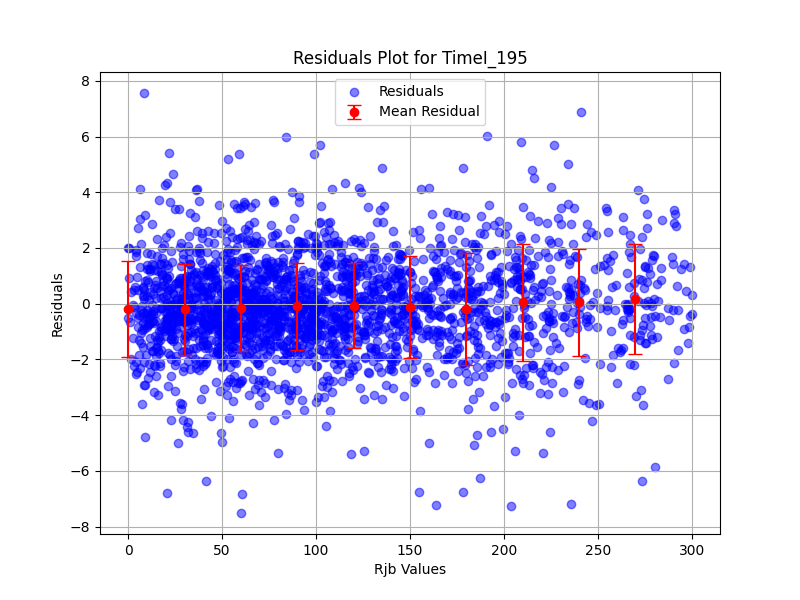 Residuals Plot for TimeI_195
Residuals
Mean Residual
8
6
4
2
0
−2
−4
−6
−8
Residuals
0 50 100 150 200 250 300
Rjb Values